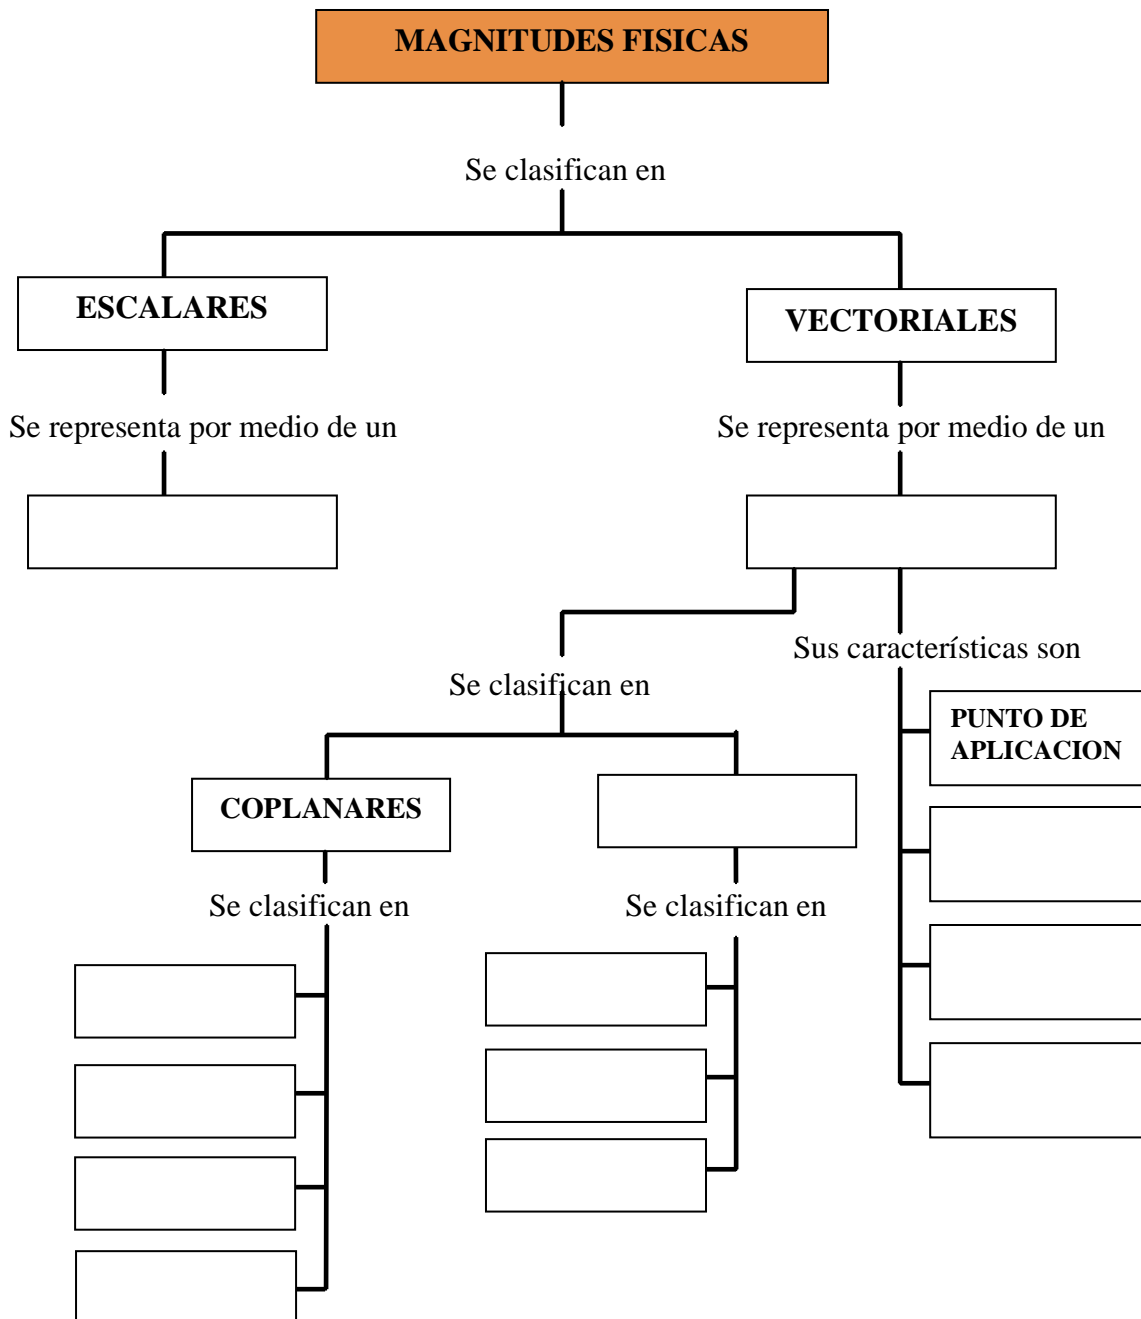 MAGNITUDES FISICAS
Se clasifican en
ESCALARES
VECTORIALES
Se representa por medio de un
Se representa por medio de un
Sus características son
Se clasifican en
PUNTO DE
APLICACION
COPLANARES
Se clasifican en
Se clasifican en